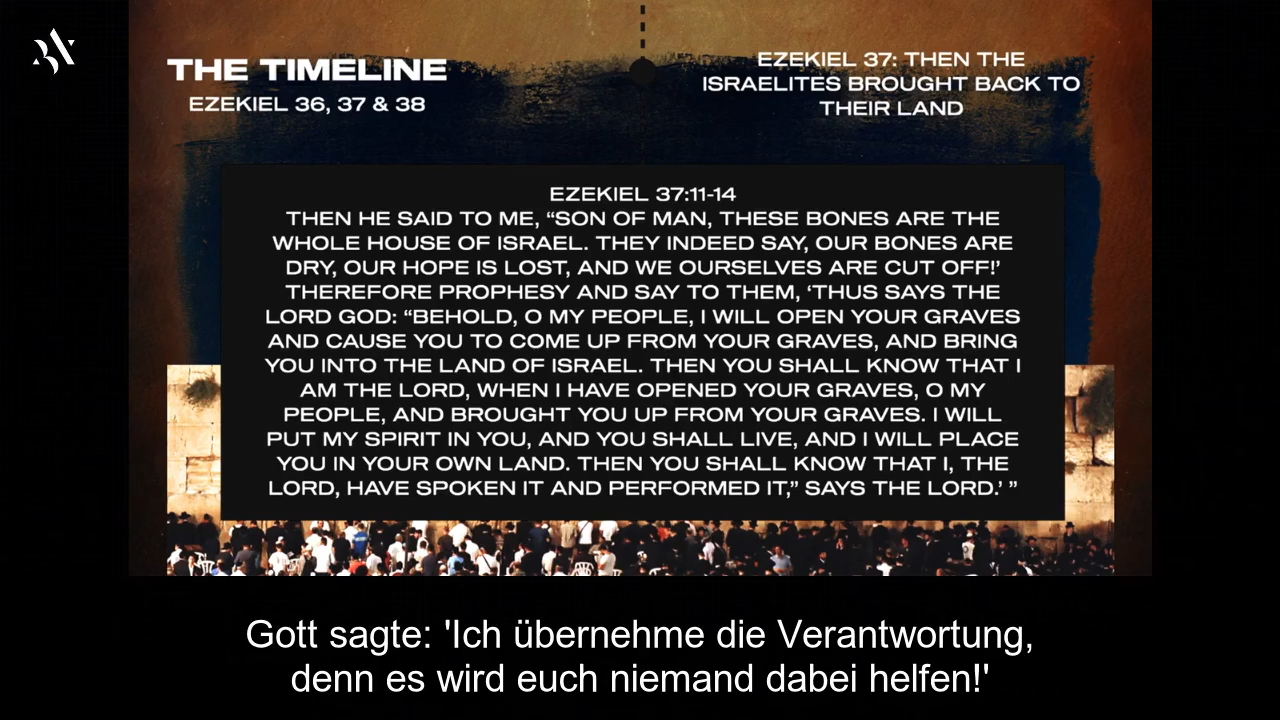 THE TIMELINE
EZEKIEL 36, 37 & 38
EZEKIEL 37: THEN THE
ISRAELITES BROUGHT BACK TO
THEIR LAND
EZEKIEL 37:11-14
THEN HE SAID TO ME, “SON OF MAN, THESE BONES ARE THE
WHOLE HOUSE OF ISRAEL. THEY INDEED SAY, OUR BONES ARE
DRY, OUR HOPE IS LOST, AND WE OURSELVES ARE CUT OFF!’
THEREFORE PROPHESY AND SAY TO THEM, ‘THUS SAYS THE
LORD GOD: “BEHOLD, O MY PEOPLE, I WILL OPEN YOUR GRAVES
AND CAUSE YOU TO COME UP FROM YOUR GRAVES, AND BRING
YOU INTO THE LAND OF ISRAEL. THEN YOU SHALL KNOW THAT I
AM THE LORD, WHEN I HAVE OPENED YOUR GRAVES, O MY
PEOPLE, AND BROUGHT YOU UP FROM YOUR GRAVES. I WILL
PUT MY SPIRIT IN YOU, AND YOU SHALL LIVE, AND I WILL PLACE
YOU IN YOUR OWN LAND. THEN YOU SHALL KNOW THAT I, THE
LORD, HAVE SPOKEN IT AND PERFORMED IT,” SAYS THE LORD.’ ”
Gott sagte: 'Ich übernehme die Verantwortung,
denn es wird euch niemand dabei helfen!'